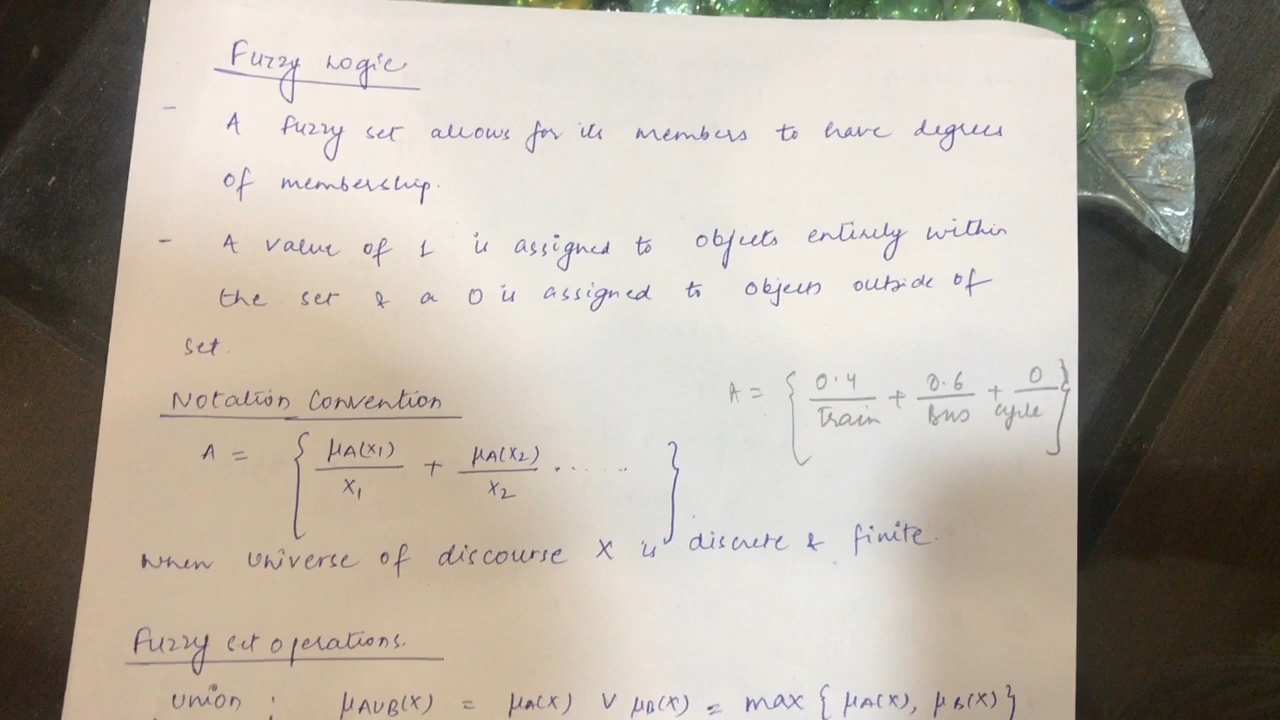 Fuzzy Logic
- A fuzzy set allows for its members to have degrees
of membership.
- A value of 1 is assigned to objects entirely within
the set & a 0 is assigned to objects outside of
set.
A = { 0.4/Train + 0.6/Bus + 0/cycle }
Notation Convention
A = { μA(x1)/x1 + μA(x2)/x2 ...... }
when universe of discourse X is discrete & finite.
Fuzzy set operations.
Union : μAUB(x) = μA(x) ∨ μB(x) = max { μA(x), μB(x) }